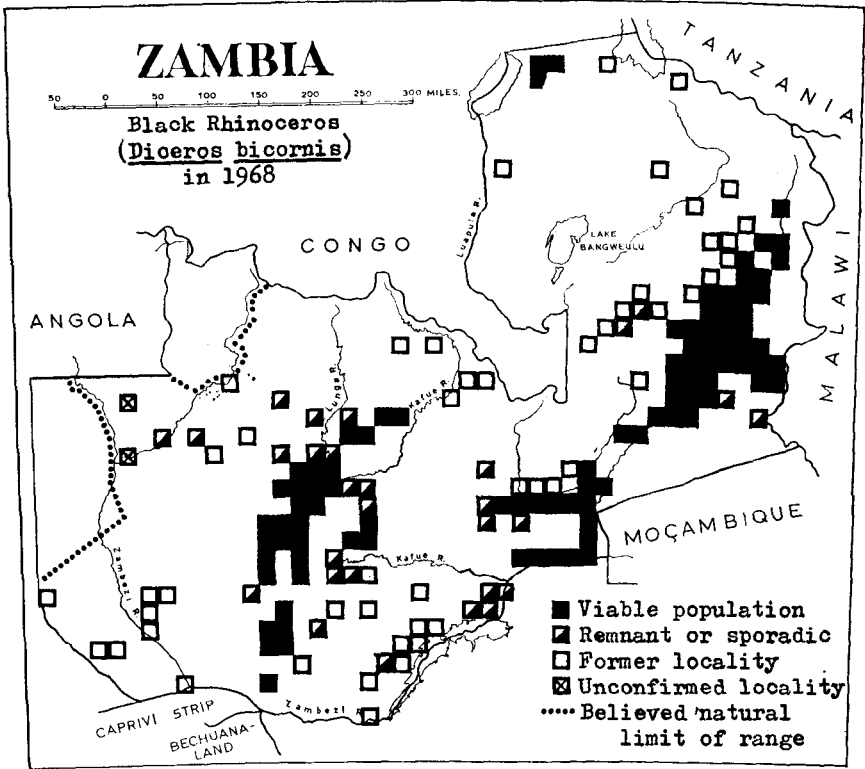 ZAMBIA
50 0 50 100 150 200 250 300 MILES.
Black Rhinoceros
(Diceros bicornis)
in 1968
TANZANIA
CONGO
Luapula R.
LAKE
BANGWEULU
MALAWI
ANGOLA
Lunga R.
Kafue R.
MOÇAMBIQUE
Kafue R.
Zambezi R.
Viable population
Remnant or sporadic
Former locality
Unconfirmed locality
Believed natural
limit of range
Zambezi R.
CAPRIVI STRIP
BECHUANA-
LAND